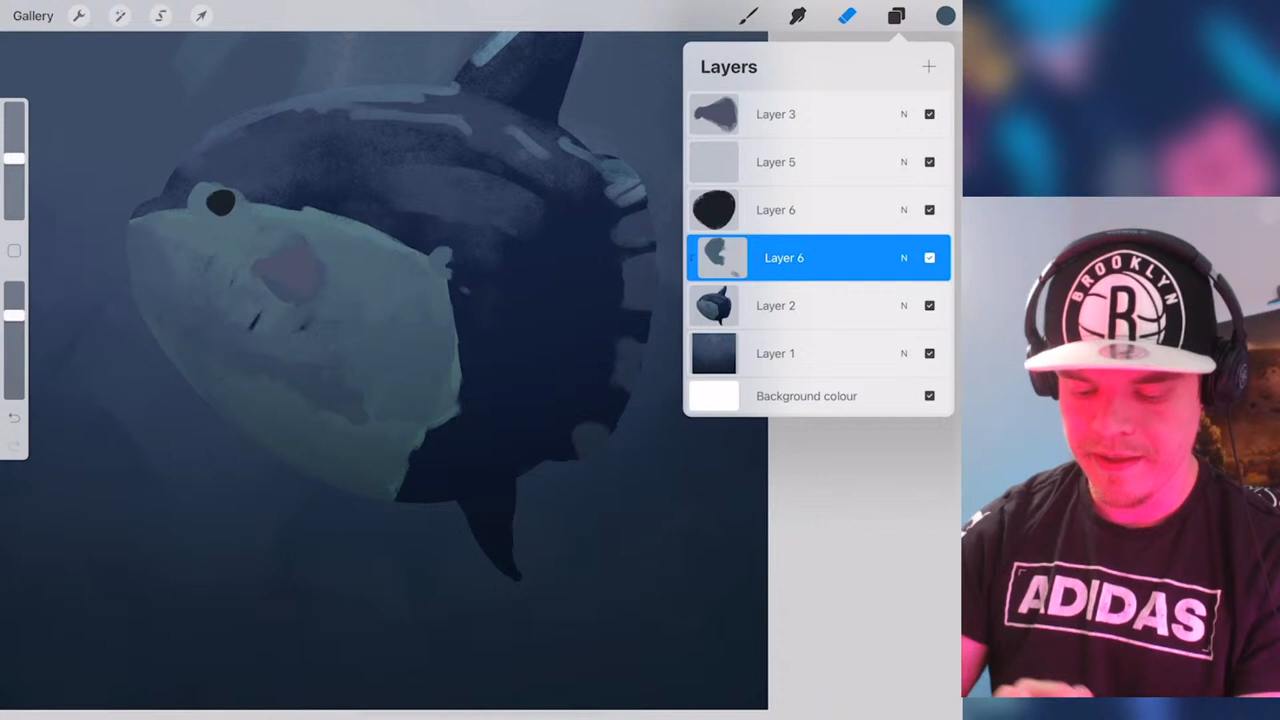 Gallery
Layers
Layer 3 N
Layer 5 N
Layer 6 N
Layer 6 N
Layer 2 N
Layer 1 N
Background colour
BROOKLYN
B
ADIDAS